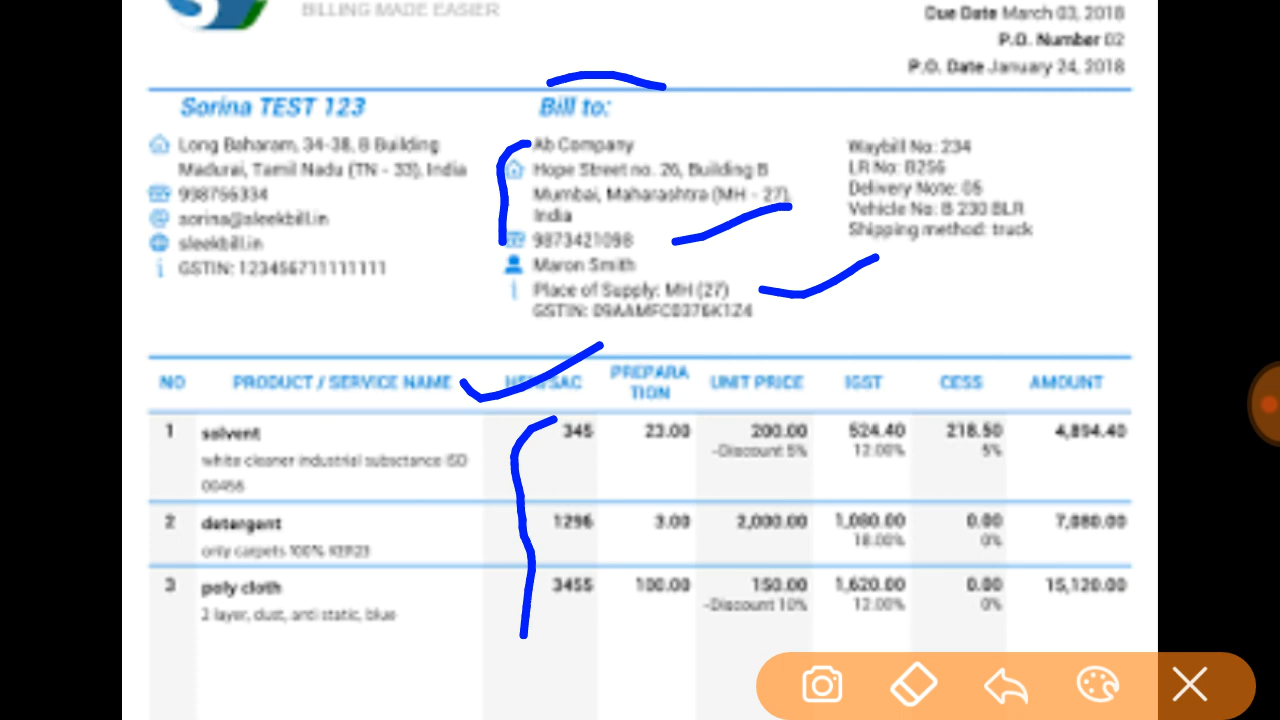 BILLING MADE EASIER
Due Date March 03, 2018
P.O. Number 02
P.O. Date January 24, 2018
Sorina TEST 123
Long Baharam, 34-38, B Building
Madurai, Tamil Nadu (TN - 33), India
998756334
sorina@sleekbill.in
sleekbill.in
GSTIN: 123456711111111
Bill to:
Ab Company
Hope Street no. 26, Building B
Mumbai, Maharashtra (MH - 27),
India
9873421098
Maron Smith
Place of Supply: MH (27)
GSTIN: 09AAMFC0376K1Z4
Waybill No: 234
LR No: 8256
Delivery Note: 05
Vehicle No: B 230 BLR
Shipping method: truck
NO PRODUCT / SERVICE NAME HSN/SAC PREPARA UNIT PRICE IGST CESS AMOUNT
TION
1 solvent 345 23.00 200.00 524.40 218.50 4,894.40
-Discount 5% 12.00% 5%
white cleaner industrial subsctance ISO
00456
2 detergent 1296 3.00 2,000.00 1,080.00 0.00 7,080.00
18.00% 0%
only carpets 100%
3 poly cloth 3455 100.00 150.00 1,620.00 0.00 15,120.00
-Discount 10% 12.00% 0%
2 layer, dust, anti static, blue